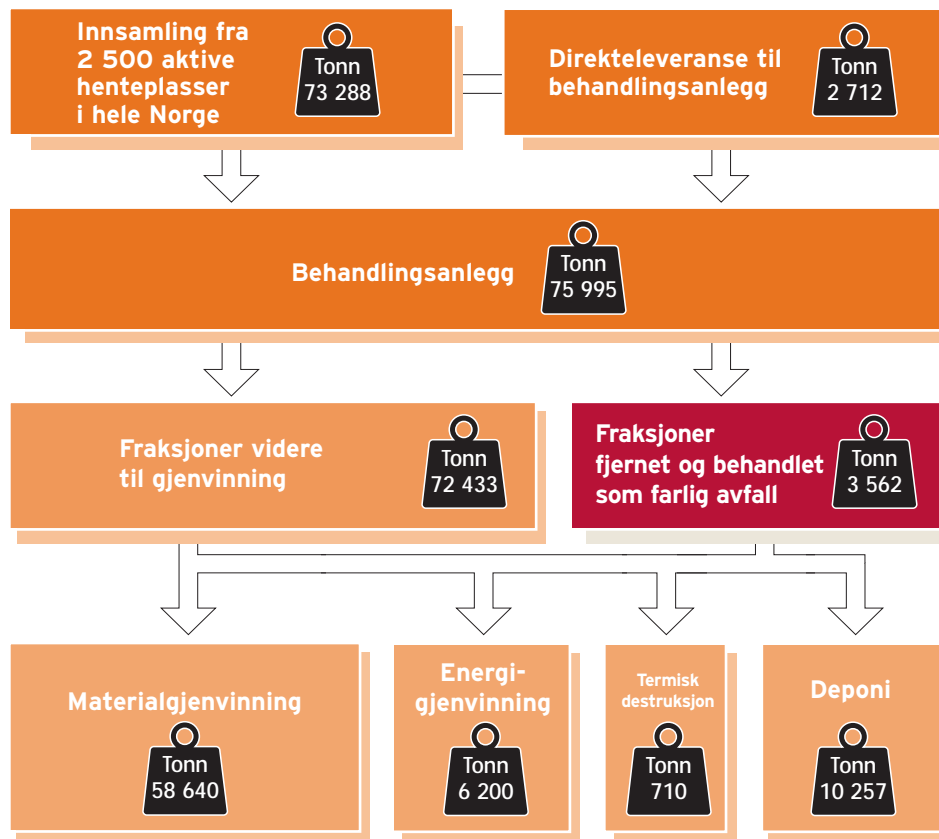 Innsamling fra
2 500 aktive
henteplasser
i hele Norge
Tonn
73 288
Direkteleveranse til
behandlingsanlegg
Tonn
2 712
Behandlingsanlegg
Tonn
75 995
Fraksjoner videre
til gjenvinning
Tonn
72 433
Fraksjoner
fjernet og behandlet
som farlig avfall
Tonn
3 562
Materialgjenvinning
Tonn
58 640
Energi-
gjenvinning
Tonn
6 200
Termisk
destruksjon
Tonn
710
Deponi
Tonn
10 257